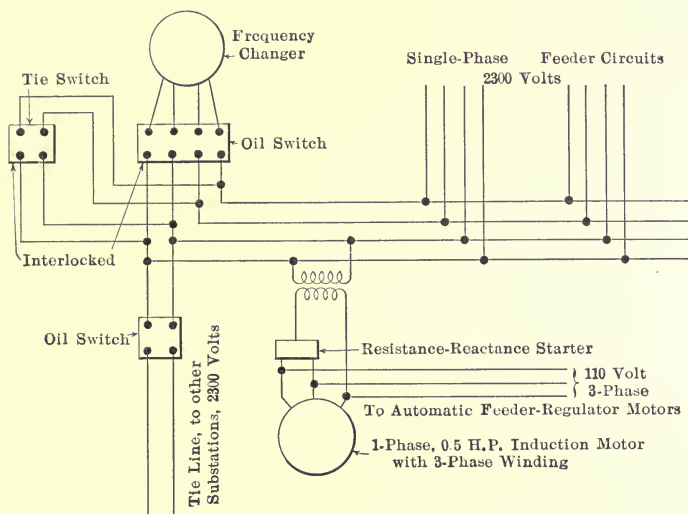 Frequency
Changer
Single-Phase Feeder Circuits
2300 Volts
Tie Switch
Oil Switch
Interlocked
Oil Switch
Tie Line, to other
Substations, 2300 Volts
Resistance-Reactance Starter
110 Volt
3-Phase
To Automatic Feeder-Regulator Motors
1-Phase, 0.5 H.P. Induction Motor
with 3-Phase Winding